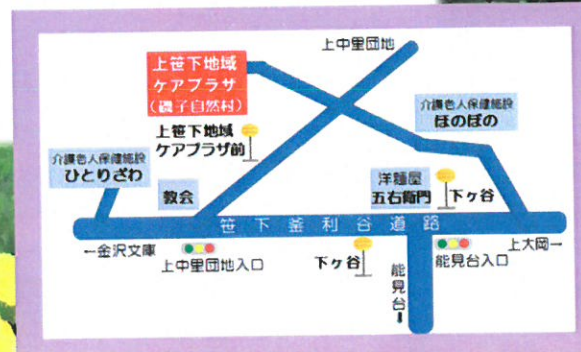 上中里団地
上笹下地域
ケアプラザ
(磯子自然村)
介護老人保健施設
ほのぼの
上笹下地域
ケアプラザ前
介護老人保健施設
ひとりざわ
教会
洋麺屋
五右衛門
下ヶ谷
笹下釜利谷道路
←金沢文庫
上中里団地入口
下ヶ谷
能見台入口
上大岡→
能見台→